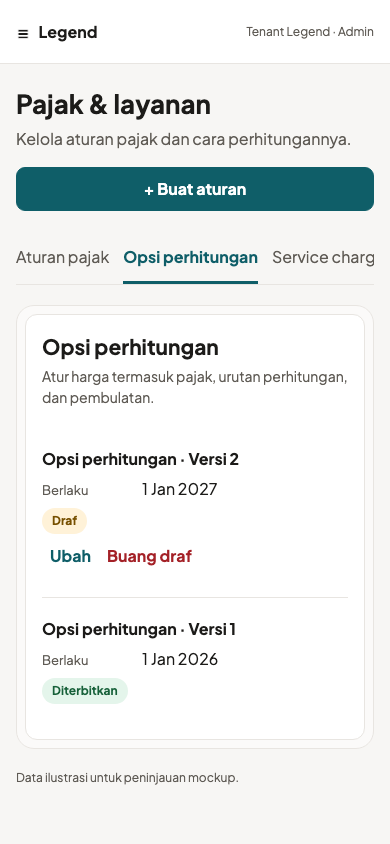 ≡ Legend
Tenant Legend · Admin
Pajak & layanan
Kelola aturan pajak dan cara perhitungannya.
+ Buat aturan
Aturan pajak Opsi perhitungan Service charg
Opsi perhitungan
Atur harga termasuk pajak, urutan perhitungan,
dan pembulatan.
Opsi perhitungan · Versi 2
Berlaku 1 Jan 2027
Draf
Ubah Buang draf
Opsi perhitungan · Versi 1
Berlaku 1 Jan 2026
Diterbitkan
Data ilustrasi untuk peninjauan mockup.